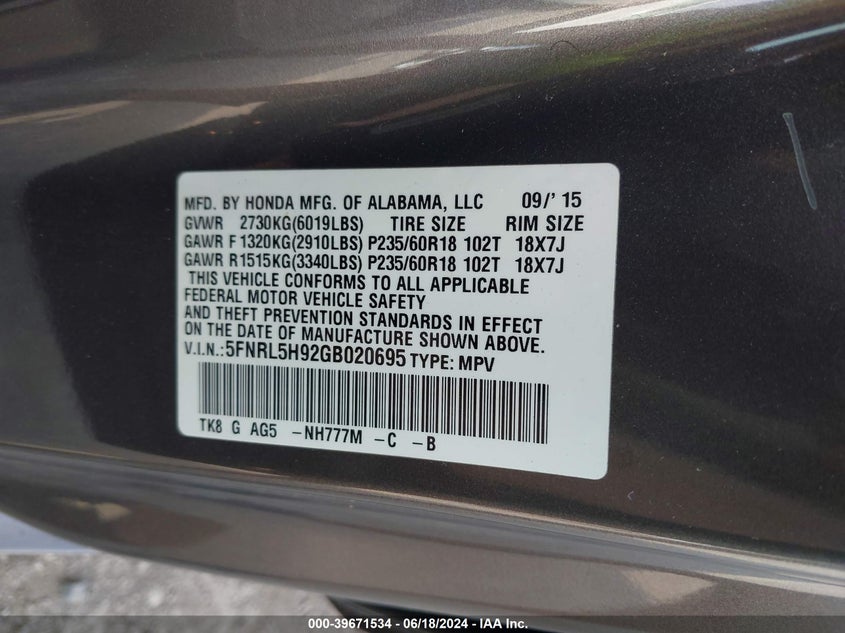 MFD. BY HONDA MFG. OF ALABAMA, LLC 09/' 15
GVWR 2730KG(6019LBS) TIRE SIZE RIM SIZE
GAWR F 1320KG(2910LBS) P235/60R18 102T 18X7J
GAWR R1515KG(3340LBS) P235/60R18 102T 18X7J
THIS VEHICLE CONFORMS TO ALL APPLICABLE
FEDERAL MOTOR VEHICLE SAFETY
AND THEFT PREVENTION STANDARDS IN EFFECT
ON THE DATE OF MANUFACTURE SHOWN ABOVE.
V.I.N.:5FNRL5H92GB020695 TYPE: MPV
TK8 G AG5 -NH777M -C -B
000-39671534 - 06/18/2024 - IAA Inc.